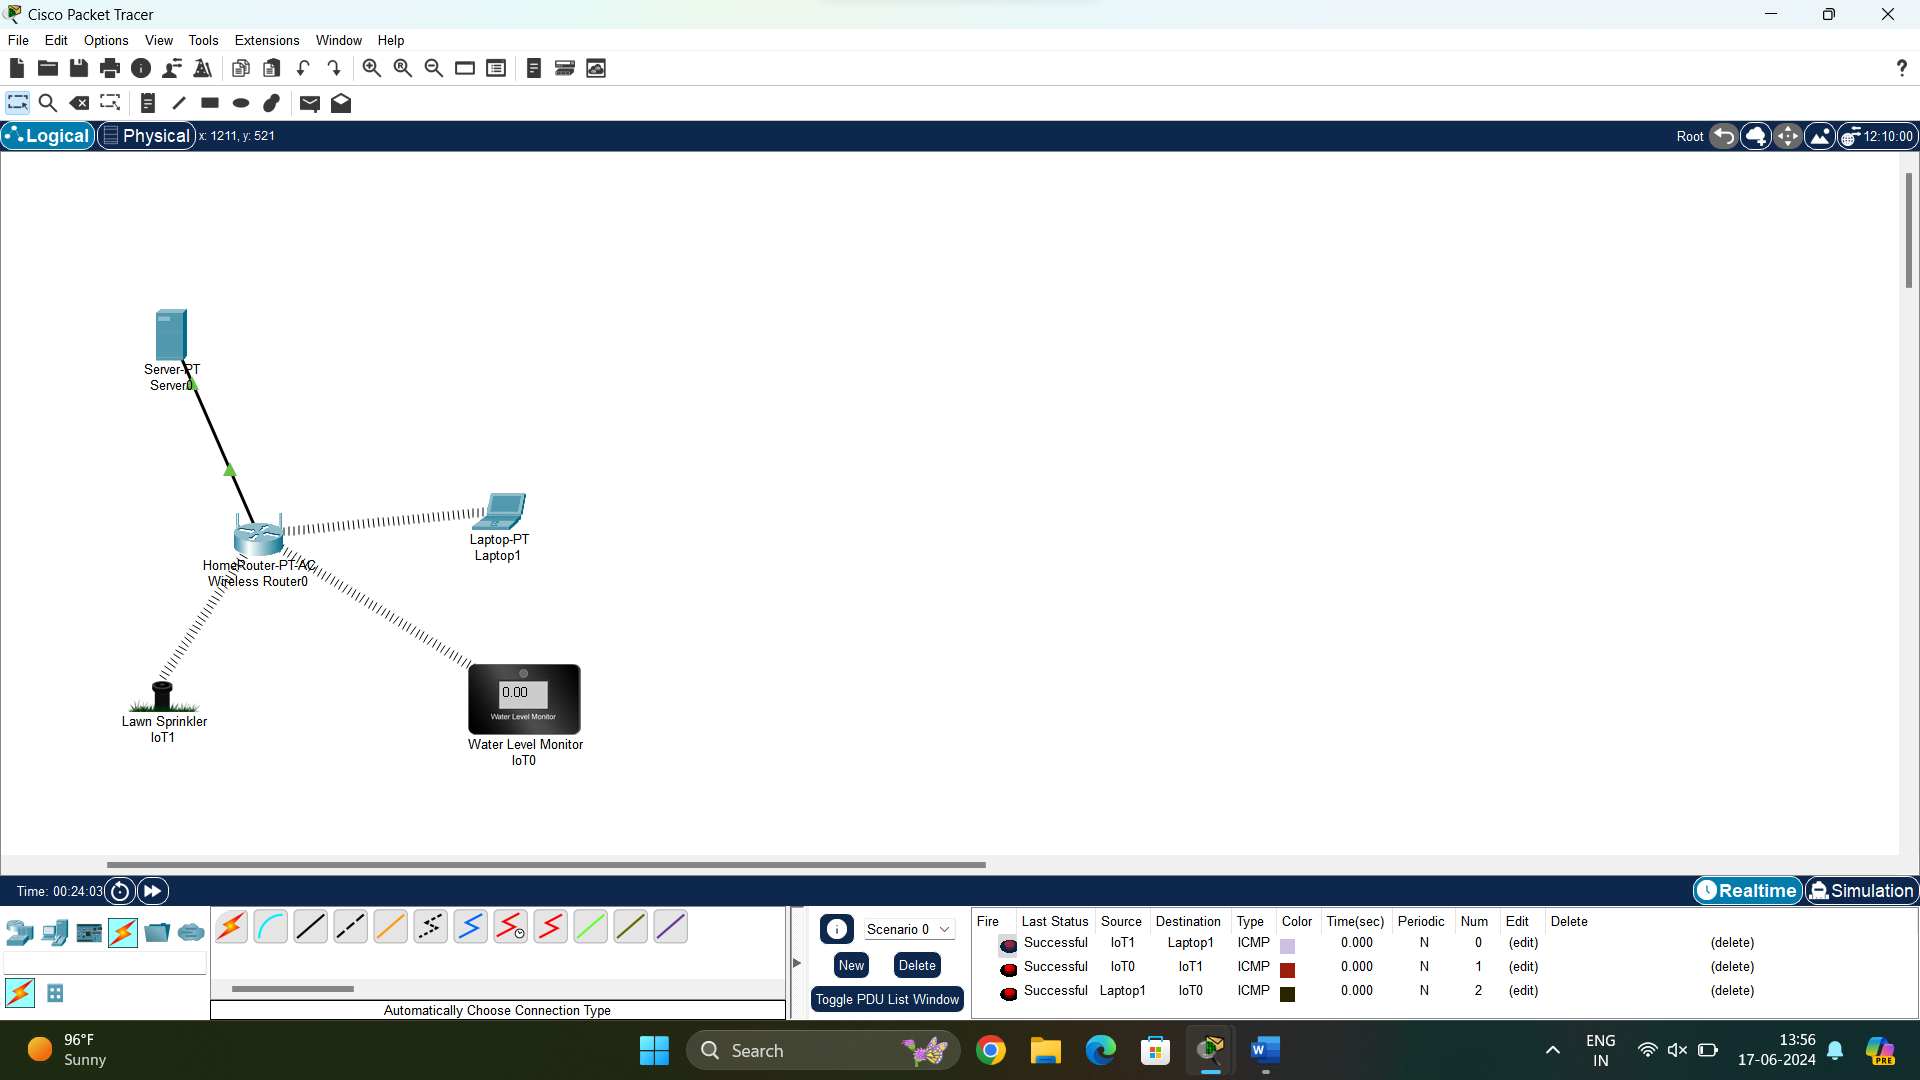 Cisco Packet Tracer
File Edit Options View Tools Extensions Window Help
?
Logical Physical x: 1211, y: 521 Root 12:10:00
Server-PT
Server0
Laptop-PT
Laptop1
HomeRouter-PT-AC
Wireless Router0
0.00
Water Level Monitor
Lawn Sprinkler
IoT1
Water Level Monitor
IoT0
Time: 00:24:03 Realtime Simulation
Scenario 0
New Delete
Toggle PDU List Window
Automatically Choose Connection Type
Fire Last Status Source Destination Type Color Time(sec) Periodic Num Edit Delete
Successful IoT1 Laptop1 ICMP 0.000 N 0 (edit) (delete)
Successful IoT0 IoT1 ICMP 0.000 N 1 (edit) (delete)
Successful Laptop1 IoT0 ICMP 0.000 N 2 (edit) (delete)
96°F
Sunny
Search
W
ENG
IN
13:56
17-06-2024
PRE